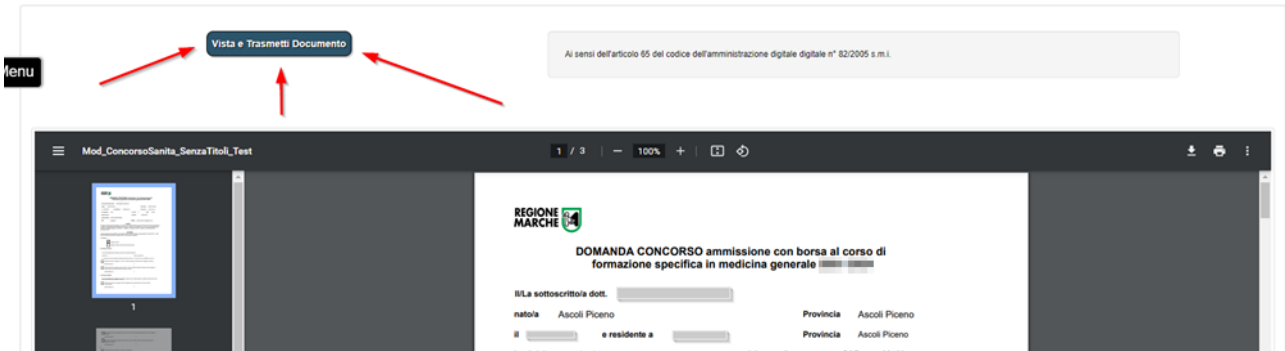 Vista e Trasmetti Documento
Ai sensi dell'articolo 65 del codice dell'amministrazione digitale digitale n° 82/2005 s.m.i.
Menu
Mod_ConcorsoSanita_SenzaTitoli_Test
1 / 3 | − 100% + |
REGIONE
MARCHE
DOMANDA CONCORSO ammissione con borsa al corso di
formazione specifica in medicina generale
Il/La sottoscritto/a dott.
nato/a Ascoli Piceno Provincia Ascoli Piceno
il e residente a Provincia Ascoli Piceno
1